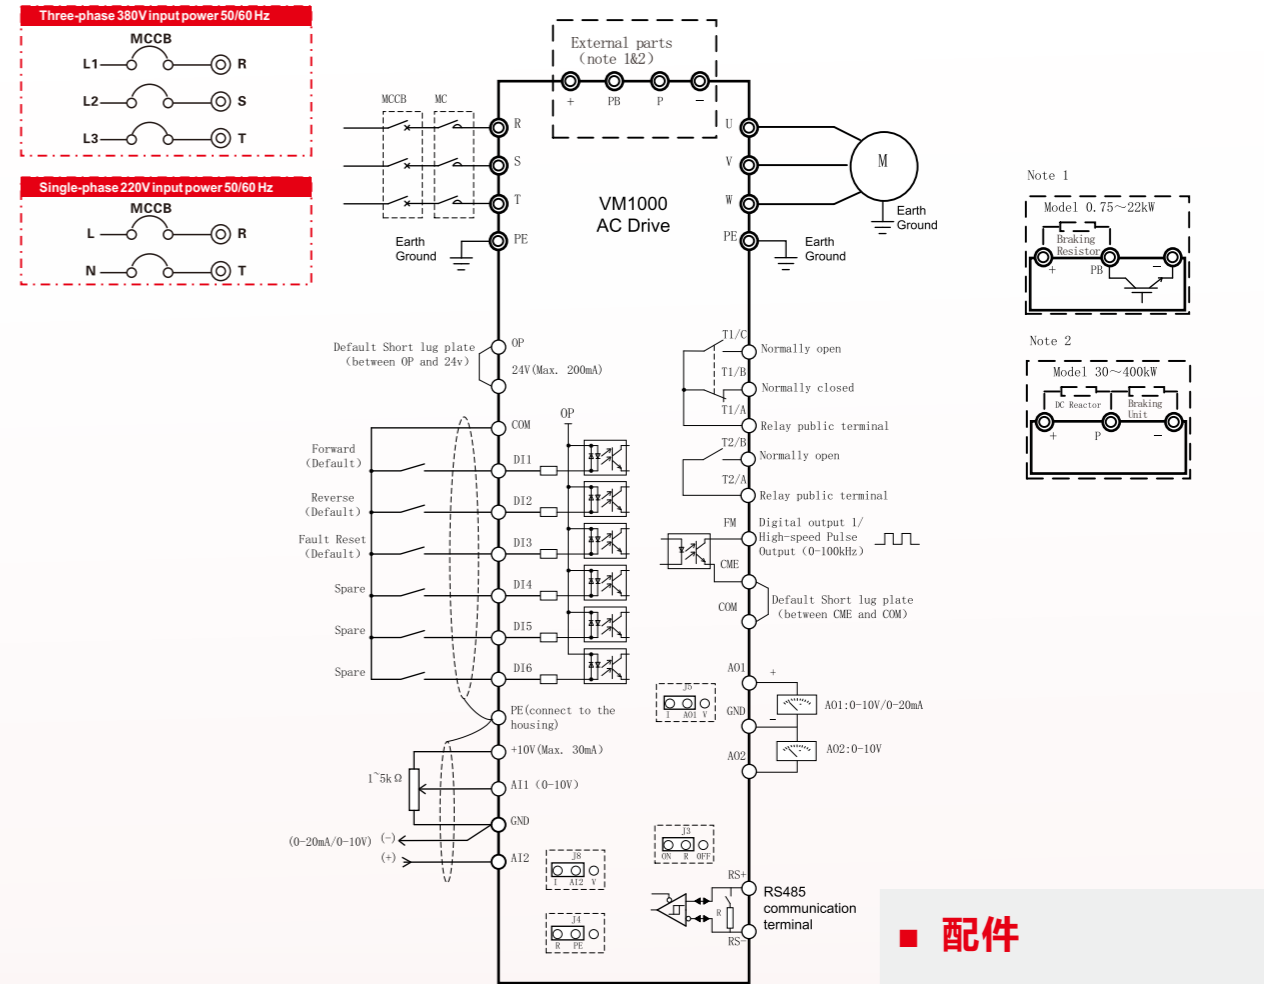 Three-phase 380V input power 50/60 Hz
MCCB
L1
R
L2
S
L3
T
Single-phase 220V input power 50/60 Hz
MCCB
L
R
N
T
External parts
(note 1&2)
+
PB
P
−
MCCB
MC
R
S
T
PE
Earth
Ground
VM1000
AC Drive
U
V
W
PE
M
Earth
Ground
Earth
Ground
Note 1
Model 0.75～22kW
Braking
Resistor
+
PB
−
Note 2
Model 30～400kW
DC Reactor
Braking
Unit
+
P
−
Default Short lug plate
(between OP and 24v)
OP
24V(Max. 200mA)
COM
OP
Forward
(Default)
DI1
Reverse
(Default)
DI2
Fault Reset
(Default)
DI3
Spare
DI4
Spare
DI5
Spare
DI6
PE(connect to the
housing)
+10V(Max. 30mA)
1~5kΩ
AI1 (0-10V)
GND
(0-20mA/0-10V)
(-)
(+)
AI2
J8
I
AI2
V
J4
R
PE
T1/C
Normally open
T1/B
Normally closed
T1/A
Relay public terminal
T2/B
Normally open
T2/A
Relay public terminal
FM
Digital output 1/
High-speed Pulse
Output (0-100kHz)
CME
COM
Default Short lug plate
(between CME and COM)
J5
I
AO1
V
AO1
+
GND
−
AO1:0-10V/0-20mA
AO2
AO2:0-10V
J3
ON
R
OFF
RS+
R
RS-
RS485
communication
terminal
配件